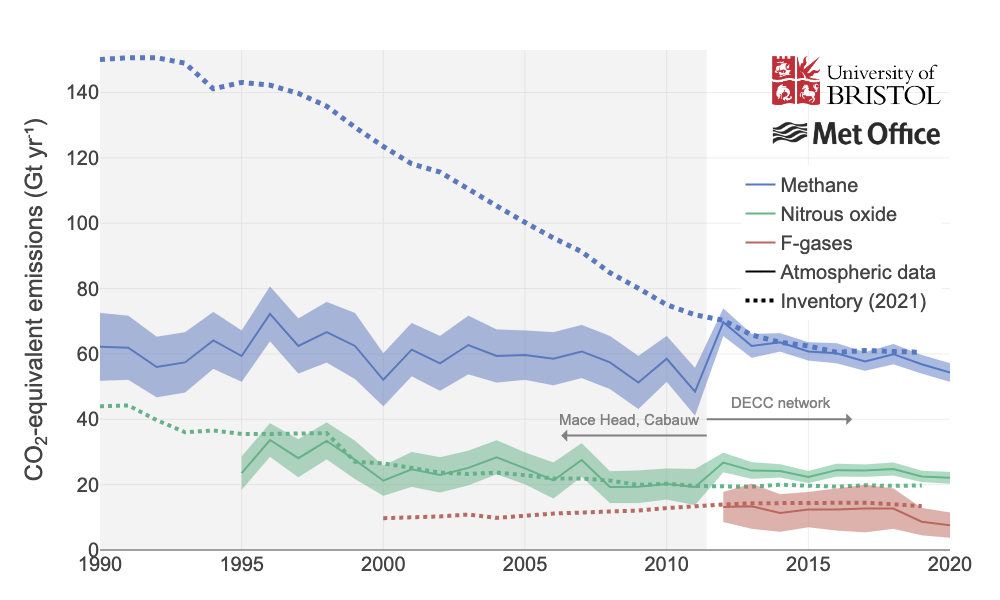 University of
BRISTOL
Met Office
CO₂-equivalent emissions (Gt yr⁻¹)
140
120
100
80
60
40
20
0
Methane
Nitrous oxide
F-gases
Atmospheric data
Inventory (2021)
DECC network
Mace Head, Cabauw
1990 1995 2000 2005 2010 2015 2020